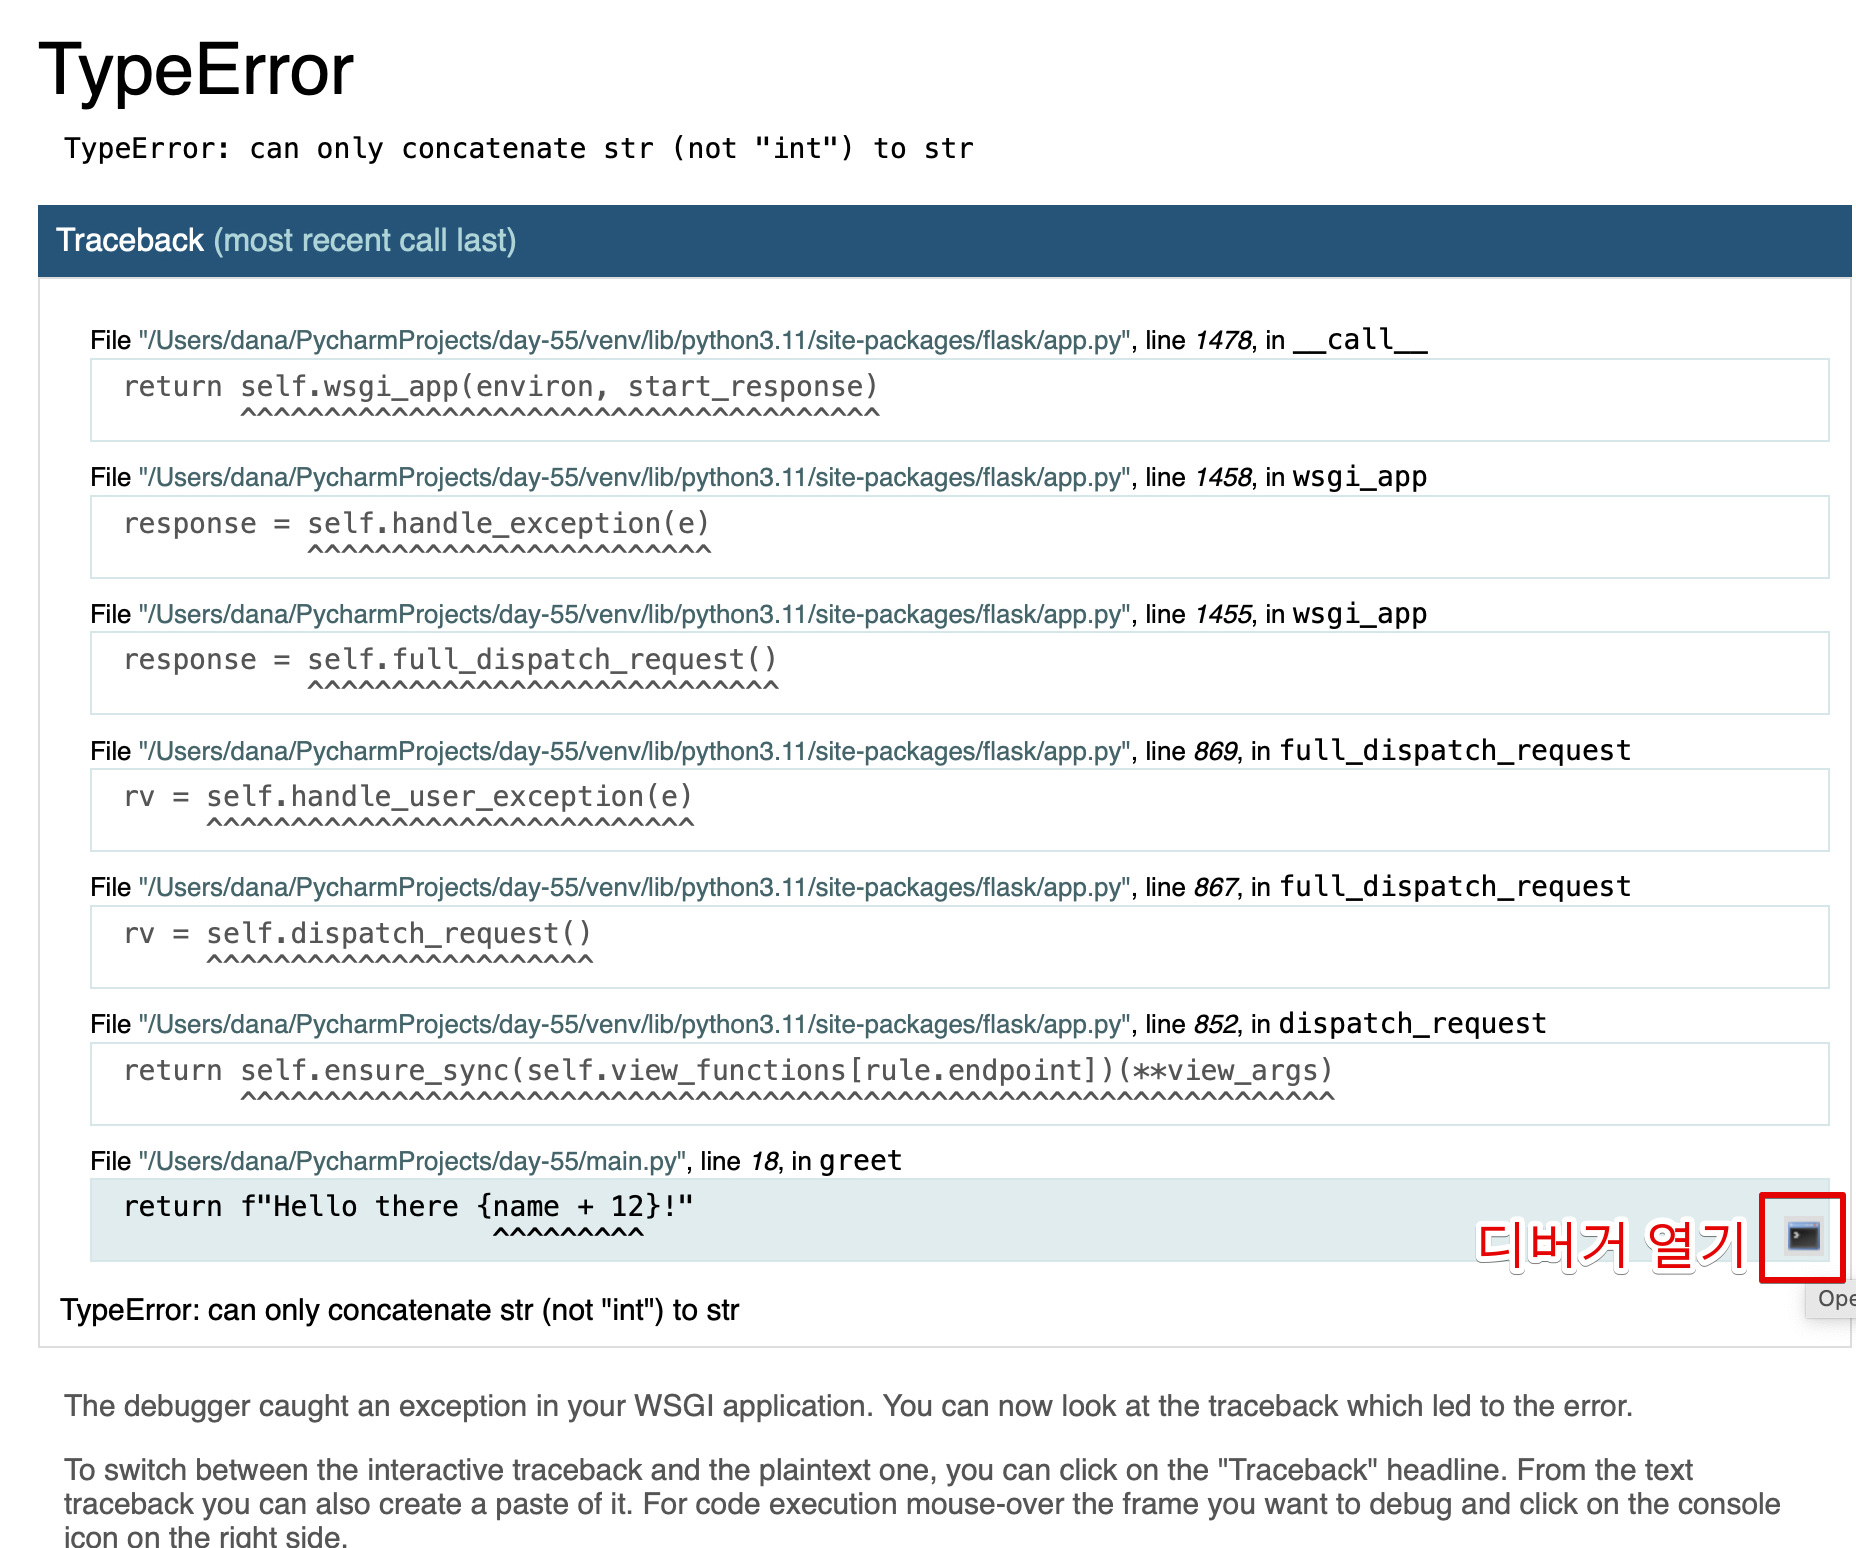 TypeError
TypeError: can only concatenate str (not "int") to str
Traceback (most recent call last)
File "/Users/dana/PycharmProjects/day-55/venv/lib/python3.11/site-packages/flask/app.py", line 1478, in __call__
return self.wsgi_app(environ, start_response)
^^^^^^^^^^^^^^^^^^^^^^^^^^^^^^^^^^^^^^
File "/Users/dana/PycharmProjects/day-55/venv/lib/python3.11/site-packages/flask/app.py", line 1458, in wsgi_app
response = self.handle_exception(e)
^^^^^^^^^^^^^^^^^^^^^^^^
File "/Users/dana/PycharmProjects/day-55/venv/lib/python3.11/site-packages/flask/app.py", line 1455, in wsgi_app
response = self.full_dispatch_request()
^^^^^^^^^^^^^^^^^^^^^^^^^^^^
File "/Users/dana/PycharmProjects/day-55/venv/lib/python3.11/site-packages/flask/app.py", line 869, in full_dispatch_request
rv = self.handle_user_exception(e)
^^^^^^^^^^^^^^^^^^^^^^^^^^^^^
File "/Users/dana/PycharmProjects/day-55/venv/lib/python3.11/site-packages/flask/app.py", line 867, in full_dispatch_request
rv = self.dispatch_request()
^^^^^^^^^^^^^^^^^^^^^^^
File "/Users/dana/PycharmProjects/day-55/venv/lib/python3.11/site-packages/flask/app.py", line 852, in dispatch_request
return self.ensure_sync(self.view_functions[rule.endpoint])(**view_args)
^^^^^^^^^^^^^^^^^^^^^^^^^^^^^^^^^^^^^^^^^^^^^^^^^^^^^^^^^^^^^^^^^
File "/Users/dana/PycharmProjects/day-55/main.py", line 18, in greet
return f"Hello there {name + 12}!"
^^^^^^^^^
디버거 열기
Ope
TypeError: can only concatenate str (not "int") to str
The debugger caught an exception in your WSGI application. You can now look at the traceback which led to the error.
To switch between the interactive traceback and the plaintext one, you can click on the "Traceback" headline. From the text
traceback you can also create a paste of it. For code execution mouse-over the frame you want to debug and click on the console
icon on the right side.